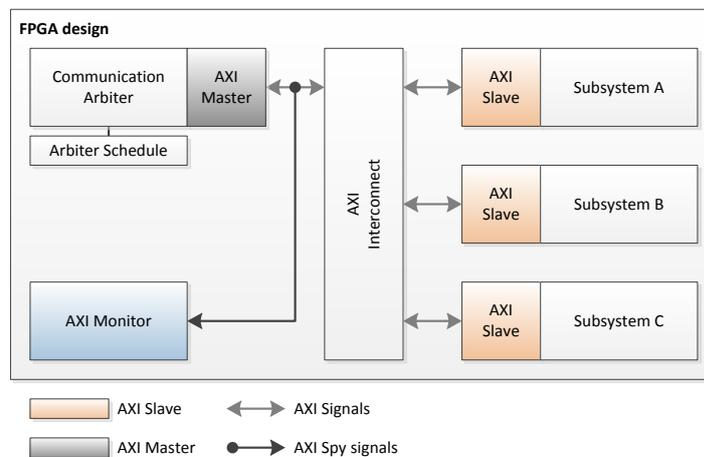 FPGA design
Communication
Arbiter
AXI
Master
Arbiter Schedule
AXI Monitor
AXI
Interconnect
AXI
Slave
Subsystem A
AXI
Slave
Subsystem B
AXI
Slave
Subsystem C
AXI Slave
AXI Signals
AXI Master
AXI Spy signals